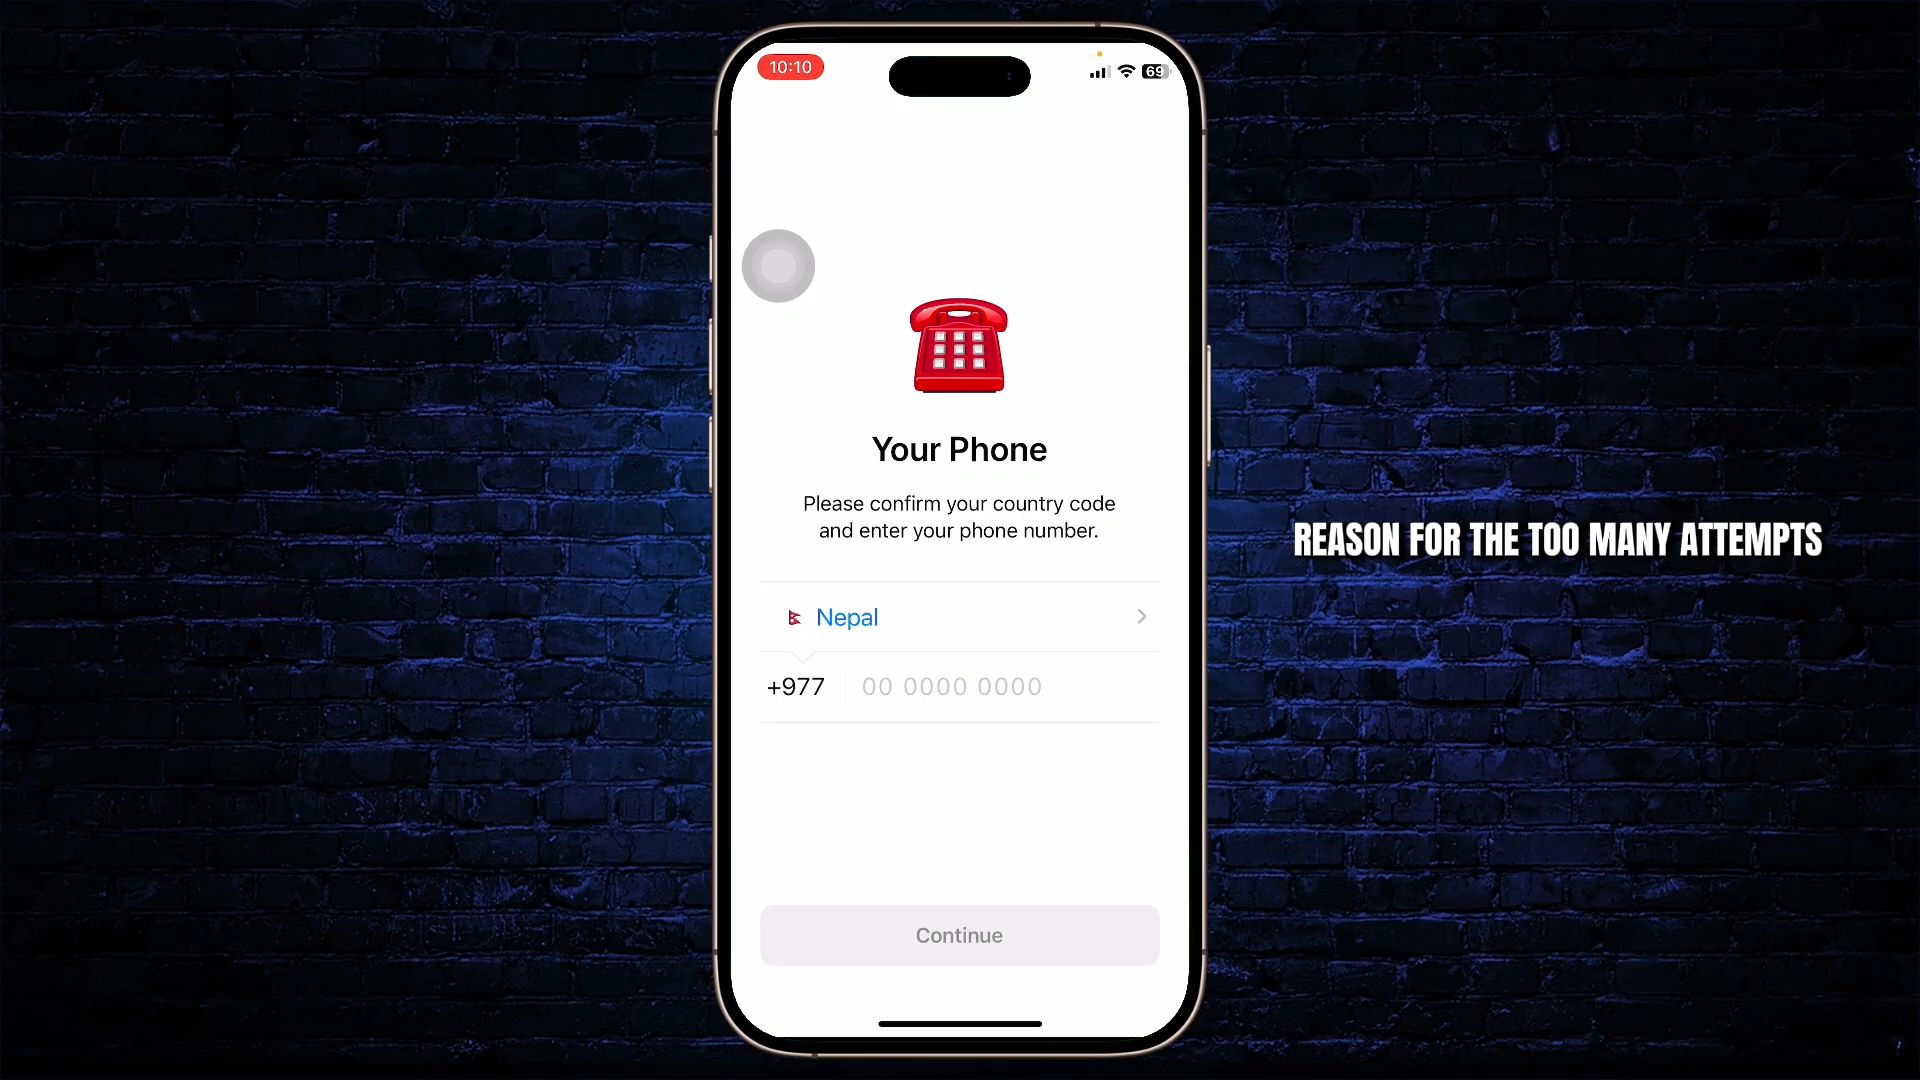 10:10
69
Your Phone
Please confirm your country code
and enter your phone number.
Nepal
+977 00 0000 0000
REASON FOR THE TOO MANY ATTEMPTS
Continue